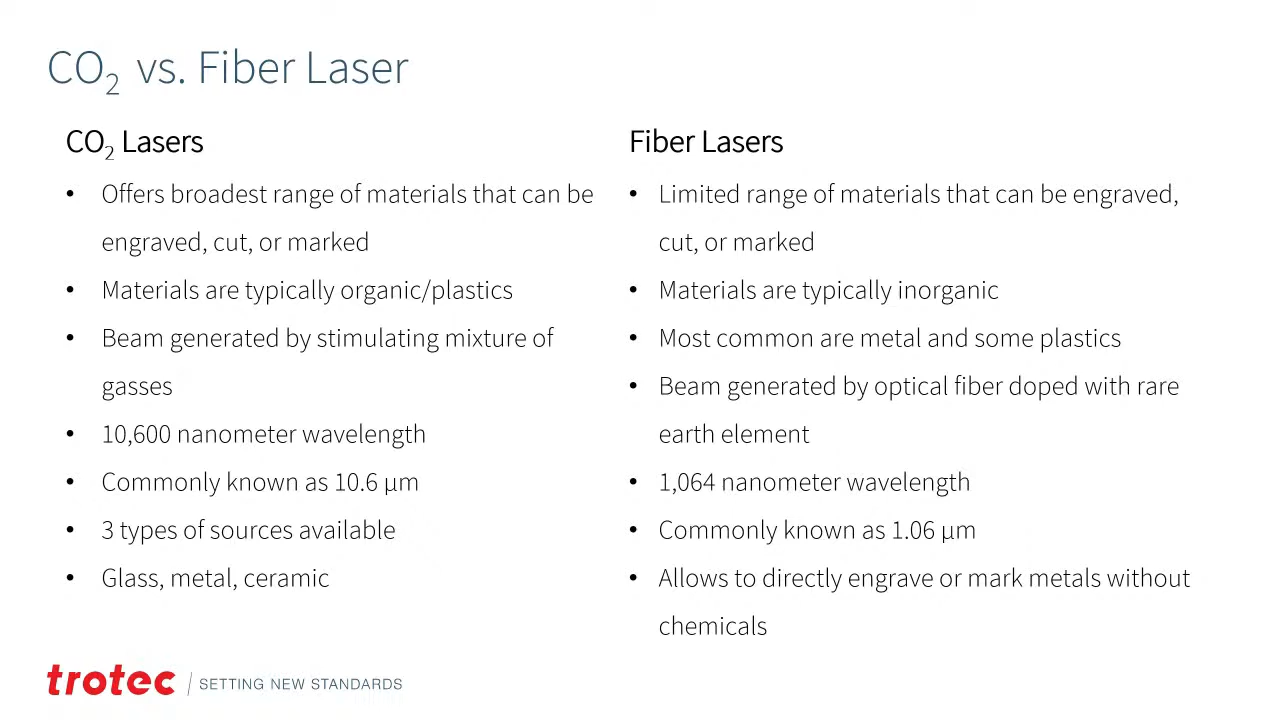 CO₂ vs. Fiber Laser
CO₂ Lasers
• Offers broadest range of materials that can be
engraved, cut, or marked
• Materials are typically organic/plastics
• Beam generated by stimulating mixture of
gasses
• 10,600 nanometer wavelength
• Commonly known as 10.6 µm
• 3 types of sources available
• Glass, metal, ceramic
Fiber Lasers
• Limited range of materials that can be engraved,
cut, or marked
• Materials are typically inorganic
• Most common are metal and some plastics
• Beam generated by optical fiber doped with rare
earth element
• 1,064 nanometer wavelength
• Commonly known as 1.06 µm
• Allows to directly engrave or mark metals without
chemicals
trotec / SETTING NEW STANDARDS